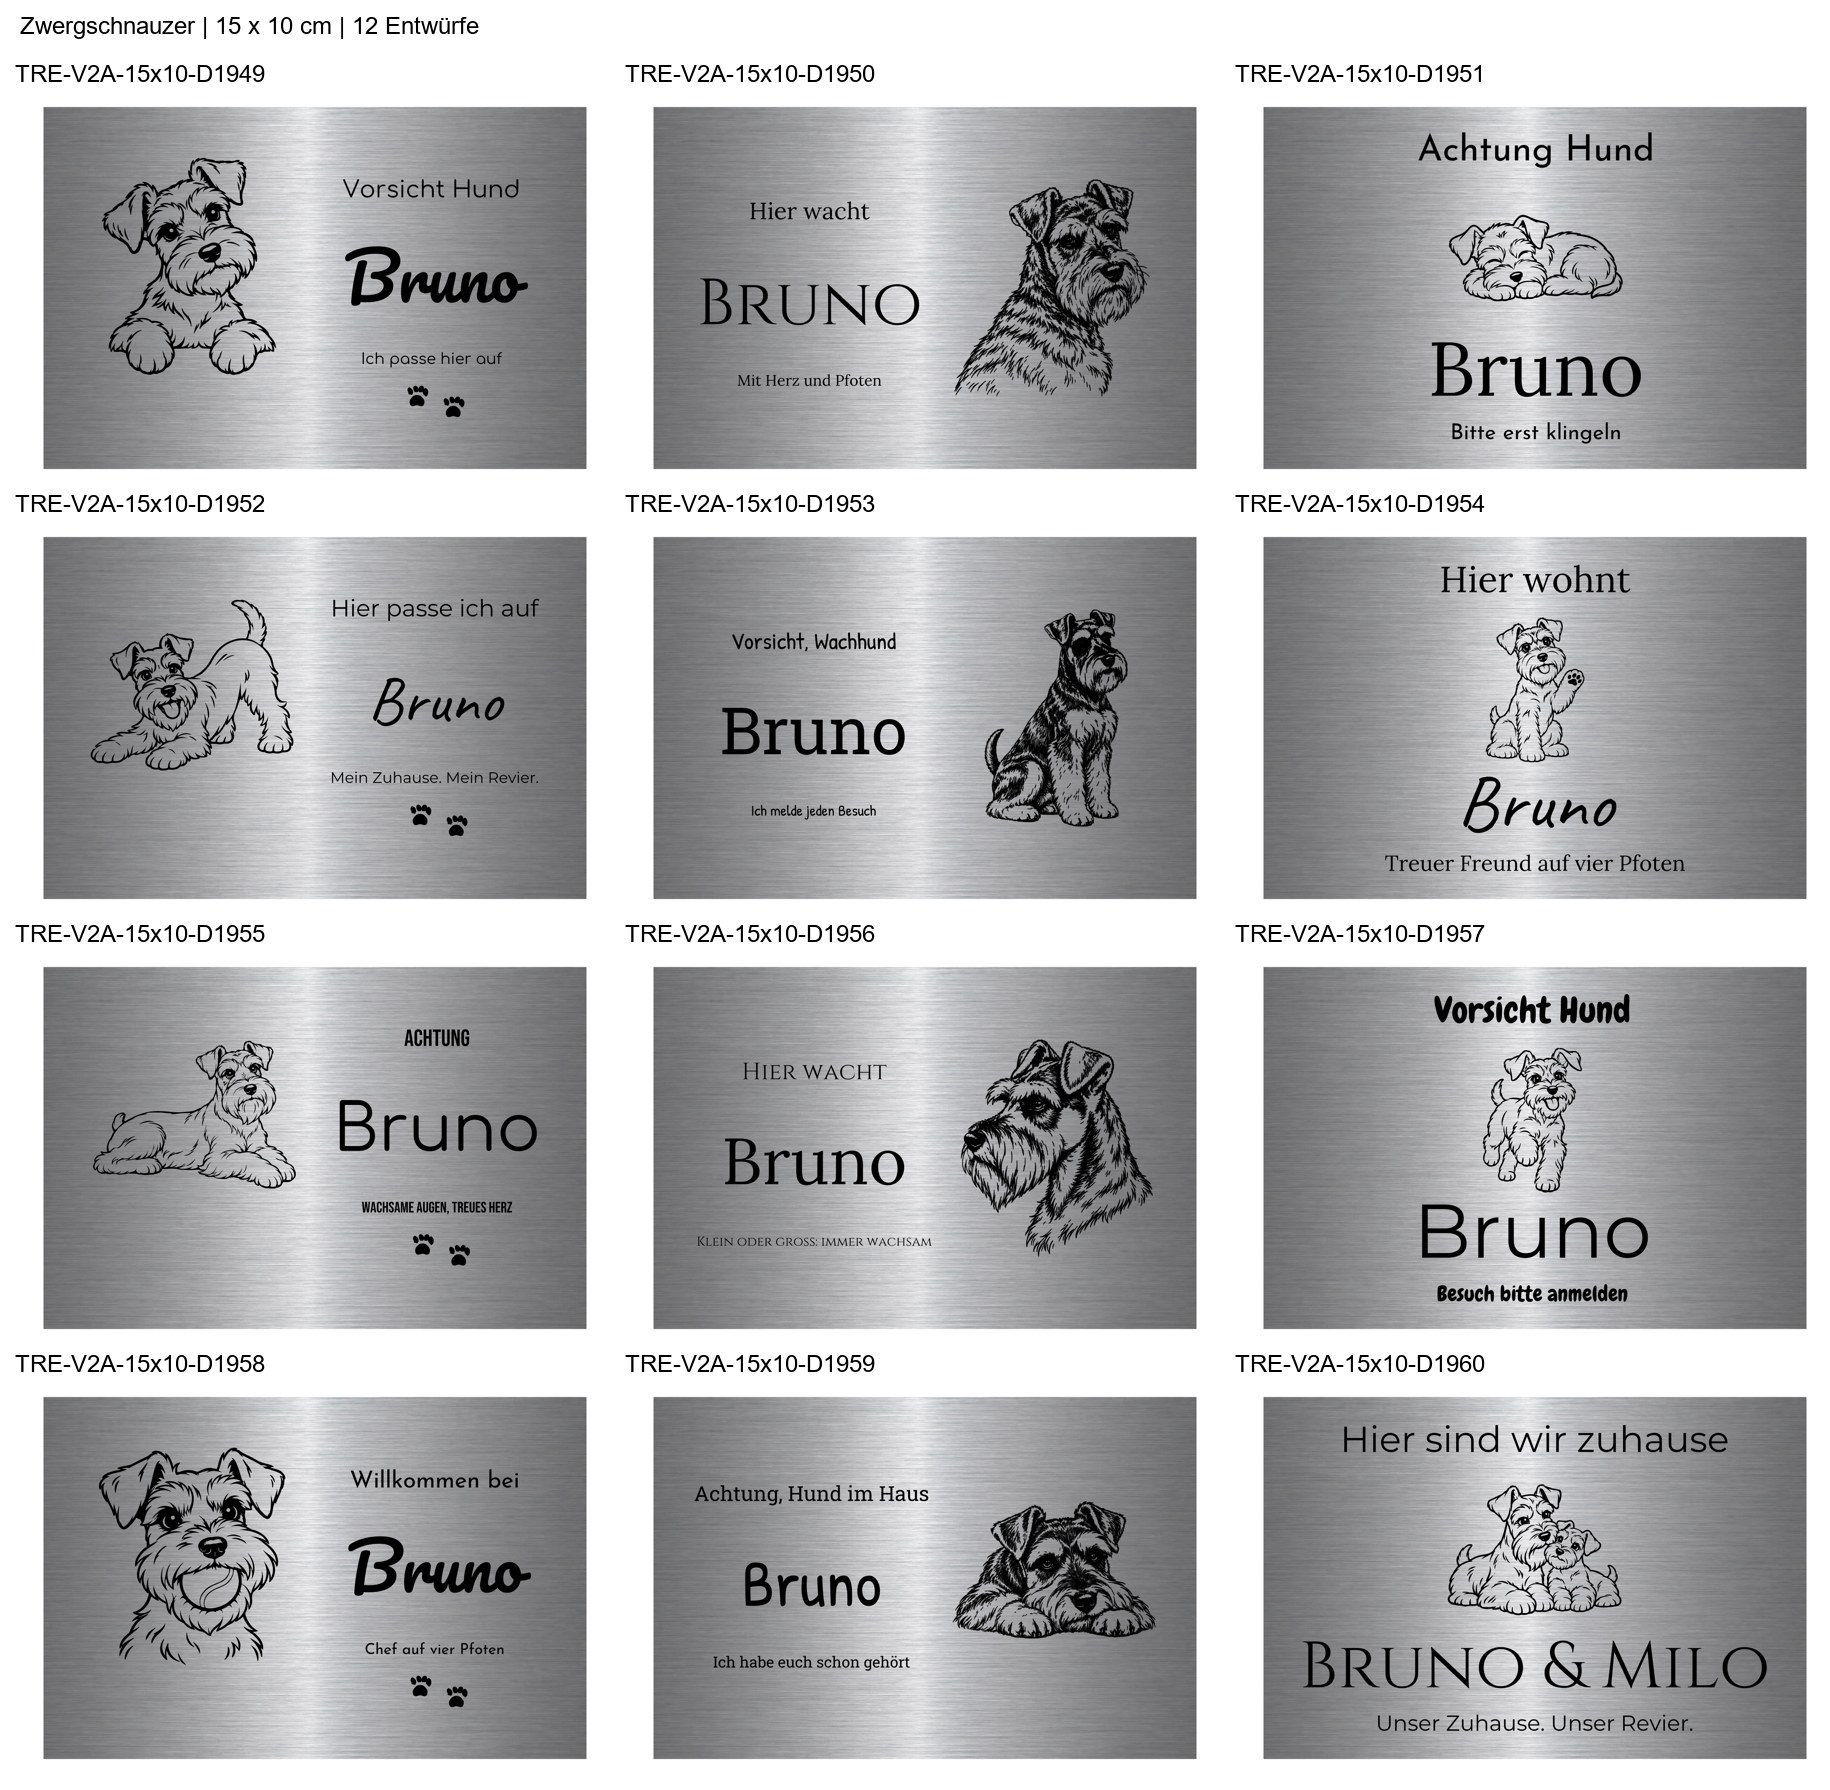 Zwergschnauzer | 15 x 10 cm | 12 Entwürfe
TRE-V2A-15x10-D1949
Vorsicht Hund
Bruno
Ich passe hier auf
TRE-V2A-15x10-D1950
Hier wacht
BRUNO
Mit Herz und Pfoten
TRE-V2A-15x10-D1951
Achtung Hund
Bruno
Bitte erst klingeln
TRE-V2A-15x10-D1952
Hier passe ich auf
Bruno
Mein Zuhause. Mein Revier.
TRE-V2A-15x10-D1953
Vorsicht, Wachhund
Bruno
Ich melde jeden Besuch
TRE-V2A-15x10-D1954
Hier wohnt
Bruno
Treuer Freund auf vier Pfoten
TRE-V2A-15x10-D1955
ACHTUNG
Bruno
WACHSAME AUGEN, TREUES HERZ
TRE-V2A-15x10-D1956
HIER WACHT
Bruno
KLEIN ODER GROSS: IMMER WACHSAM
TRE-V2A-15x10-D1957
Vorsicht Hund
Bruno
Besuch bitte anmelden
TRE-V2A-15x10-D1958
Willkommen bei
Bruno
Chef auf vier Pfoten
TRE-V2A-15x10-D1959
Achtung, Hund im Haus
Bruno
Ich habe euch schon gehört
TRE-V2A-15x10-D1960
Hier sind wir zuhause
BRUNO & MILO
Unser Zuhause. Unser Revier.